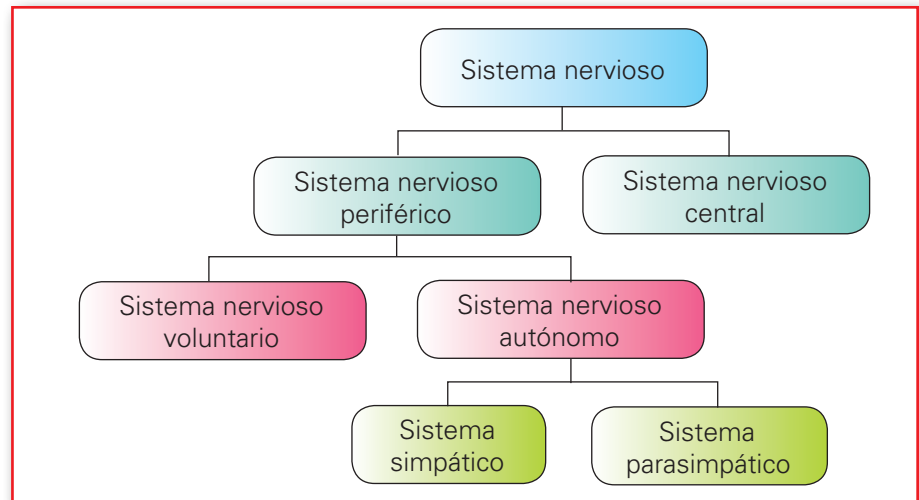 Sistema nervioso
Sistema nervioso
periférico
Sistema nervioso
central
Sistema nervioso
voluntario
Sistema nervioso
autónomo
Sistema
simpático
Sistema
parasimpático